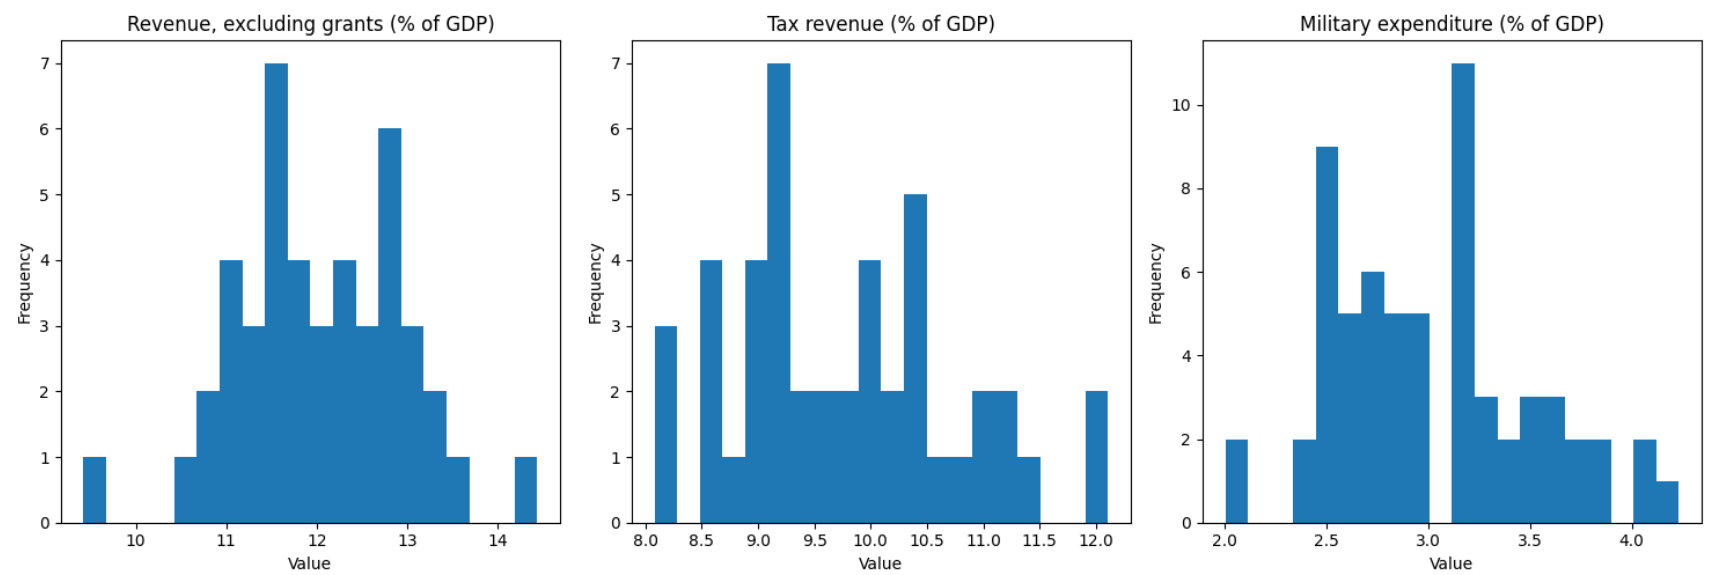 Revenue, excluding grants (% of GDP)
7
6
5
4
3
2
1
0
Frequency
10 11 12 13 14
Value
Tax revenue (% of GDP)
7
6
5
4
3
2
1
0
Frequency
8.0 8.5 9.0 9.5 10.0 10.5 11.0 11.5 12.0
Value
Military expenditure (% of GDP)
10
8
6
4
2
0
Frequency
2.0 2.5 3.0 3.5 4.0
Value